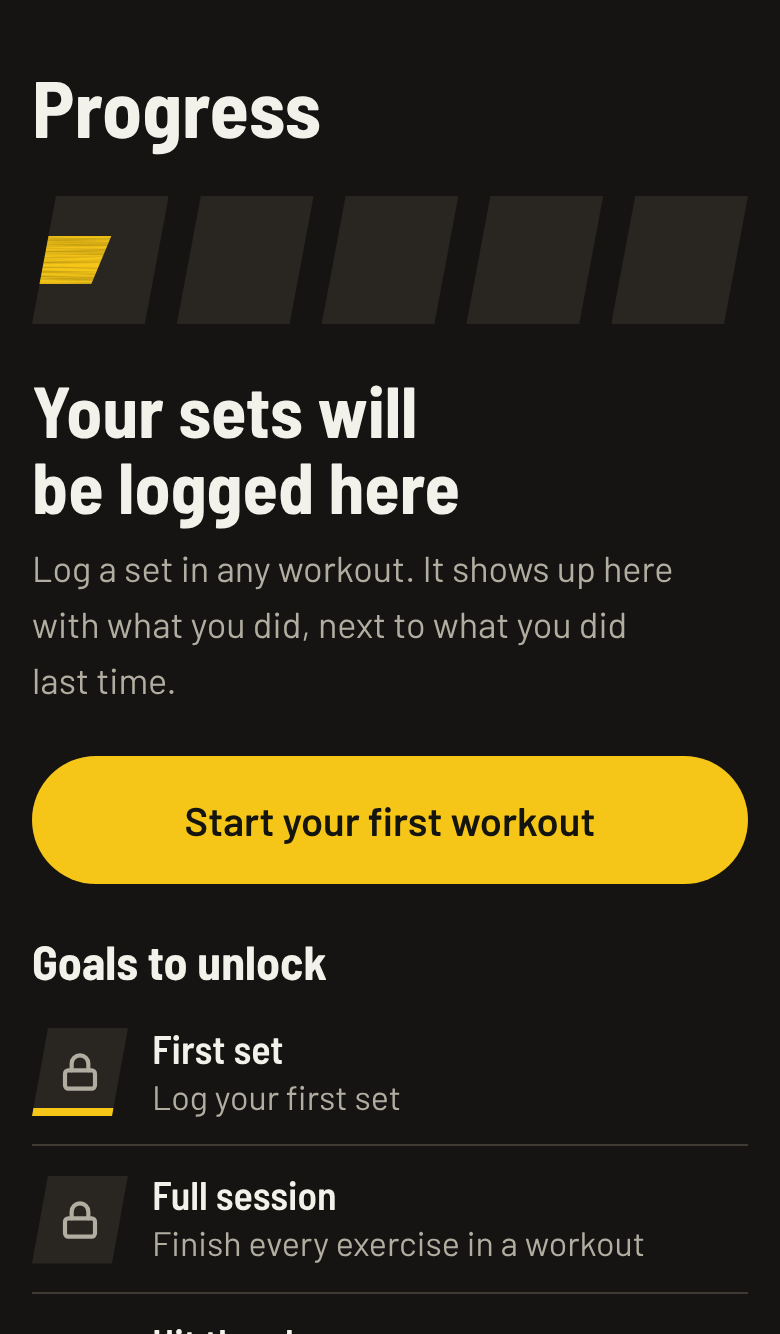 Progress
Your sets will
be logged here
Log a set in any workout. It shows up here
with what you did, next to what you did
last time.
Start your first workout
Goals to unlock
First set
Log your first set
Full session
Finish every exercise in a workout